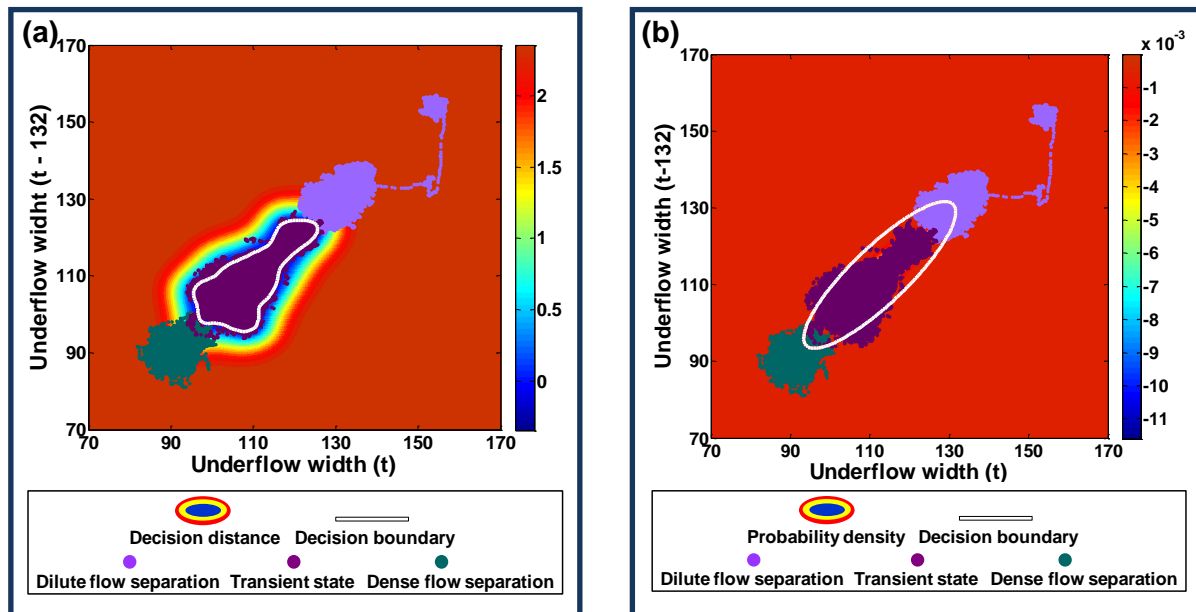 (a)
170
150
130
110
90
70
70
90
110
130
150
170
Underflow widht (t - 132)
Underflow width (t)
2
1.5
1
0.5
0
Decision distance
Decision boundary
Dilute flow separation
Transient state
Dense flow separation
(b)
170
150
130
110
90
70
70
90
110
130
150
170
Underflow width (t-132)
Underflow width (t)
x 10⁻³
-1
-2
-3
-4
-5
-6
-7
-8
-9
-10
-11
Probability density
Decision boundary
Dilute flow separation
Transient state
Dense flow separation